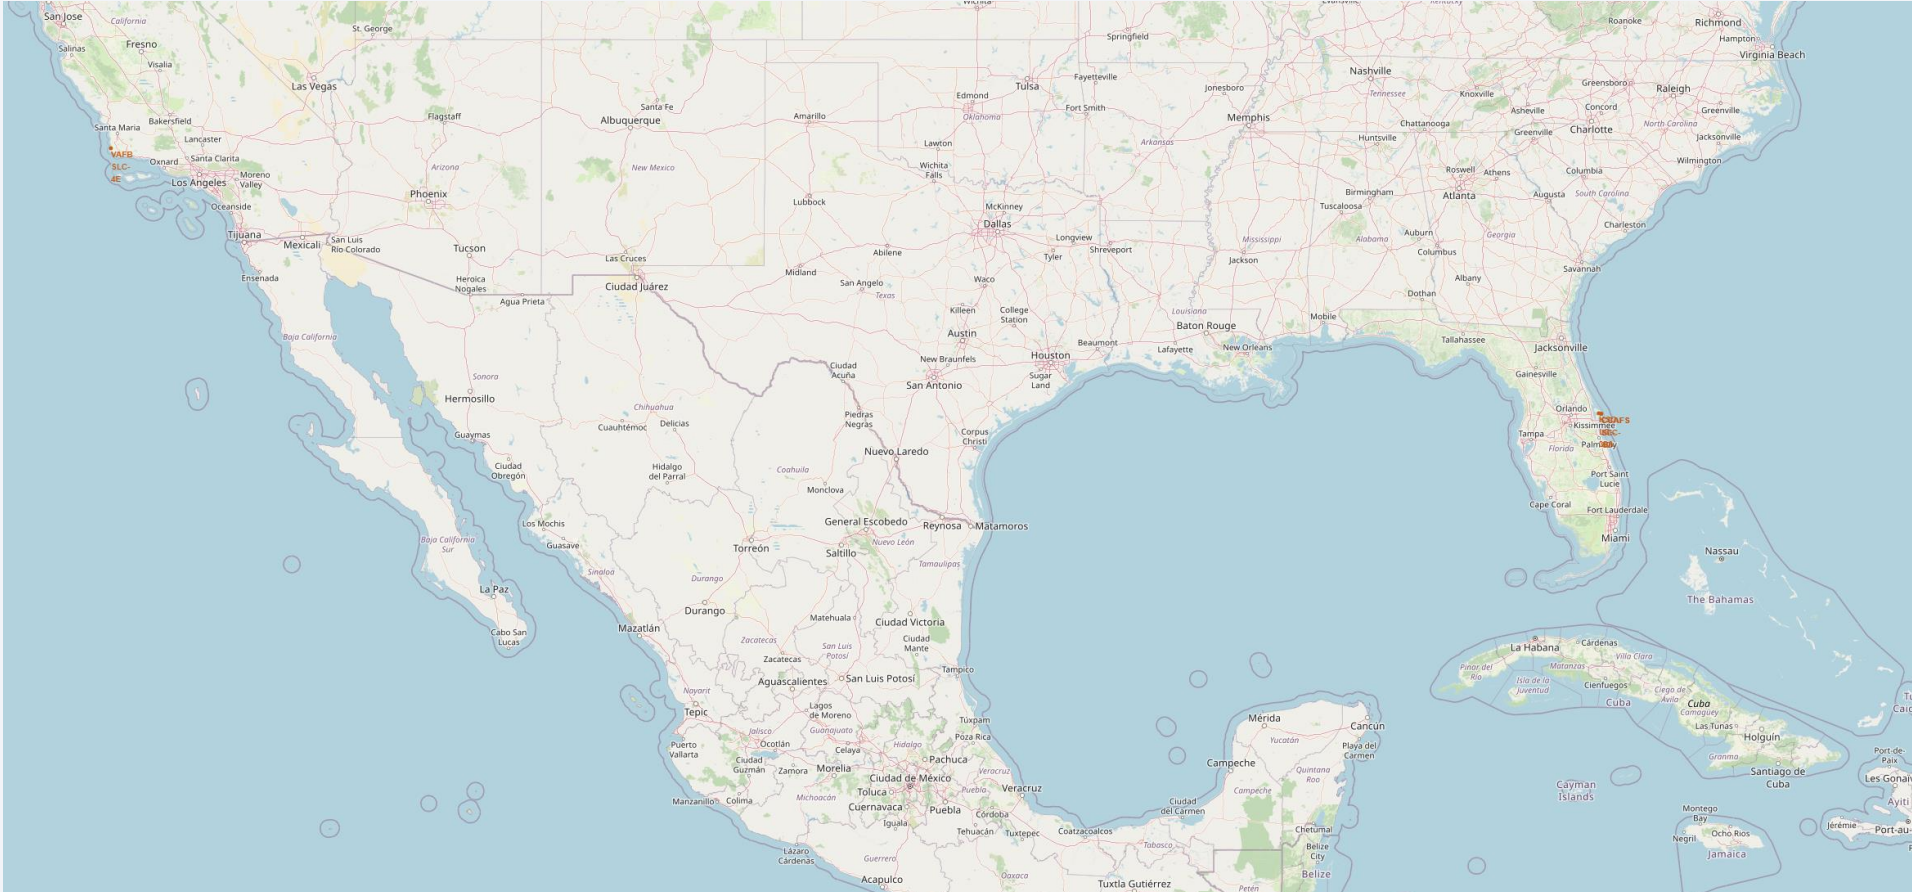 Wichita
Evansville
Kentucky
San Jose
California
St. George
Roanoke
Richmond
Salinas
Fresno
Springfield
Hampton
Visalia
Virginia Beach
Las Vegas
Nashville
Tulsa
Fayetteville
Jonesboro
Tennessee
Knoxville
Greensboro
Raleigh
Santa Fe
Edmond
Fort Smith
Asheville
Concord
Greenville
Bakersfield
Flagstaff
Albuquerque
Amarillo
Oklahoma
Memphis
Chattanooga
Charlotte
North Carolina
Santa Maria
Lancaster
Lawton
Arkansas
Huntsville
Greenville
Jacksonville
VAFB
SLC-
4E
Oxnard
Santa Clarita
Arizona
New Mexico
Wichita
Falls
Roswell
Athens
Columbia
Wilmington
Los Angeles
Moreno
Valley
Phoenix
Lubbock
Birmingham
Atlanta
Augusta
South Carolina
Oceanside
McKinney
Tuscaloosa
Dallas
Charleston
Tijuana
Mexicali
San Luis
Río Colorado
Tucson
Longview
Tyler
Shreveport
Mississippi
Alabama
Auburn
Georgia
Columbus
Abilene
Jackson
Las Cruces
Midland
Savannah
Ensenada
Heroica
Nogales
Ciudad Juárez
San Angelo
Texas
Waco
Albany
Agua Prieta
Dothan
Killeen
College
Station
Louisiana
Mobile
Baja California
Austin
Baton Rouge
Tallahassee
Beaumont
Lafayette
New Orleans
Jacksonville
New Braunfels
Houston
Ciudad
Acuña
San Antonio
Sugar
Land
Gainesville
Sonora
Hermosillo
Chihuahua
Orlando
Cuauhtémoc
Delicias
Piedras
Negras
Kissimmee
Guaymas
Corpus
Christi
Tampa
Florida
Nuevo Laredo
Ciudad
Obregón
Hidalgo
del Parral
Coahuila
Port Saint
Lucie
Monclova
Cape Coral
Fort Lauderdale
Los Mochis
General Escobedo
Reynosa
Matamoros
Miami
Guasave
Baja California
Sur
Torreón
Saltillo
Nuevo León
Nassau
Tamaulipas
Sinaloa
Durango
La Paz
The Bahamas
Durango
Matehuala
Ciudad Victoria
Cabo San
Lucas
Mazatlán
Zacatecas
San Luis
Potosí
Ciudad
Mante
La Habana
Cárdenas
Zacatecas
Tampico
Pinar del
Río
Matanzas
Villa Clara
Aguascalientes
San Luis Potosí
Isla de la
Juventud
Cienfuegos
Ciego de
Ávila
Nayarit
Cuba
Cuba
Camagüey
Tepic
Lagos
de Moreno
Tuxpam
Mérida
Cancún
Las Tunas
Jalisco
Guanajuato
Poza Rica
Yucatán
Holguín
Puerto
Vallarta
Ocotlán
Celaya
Hidalgo
Playa del
Carmen
Granma
Port-de-
Paix
Ciudad
Guzmán
Zamora
Morelia
Pachuca
Veracruz
Campeche
Quintana
Roo
Santiago de
Cuba
Ciudad de México
Toluca
Puebla
Veracruz
Campeche
Cayman
Islands
Manzanillo
Colima
Michoacán
Cuernavaca
Puebla
Córdoba
Ciudad
del Carmen
Montego
Bay
Iguala
Tehuacán
Tuxtepec
Coatzacoalcos
Chetumal
Negril
Ocho Rios
Jérémie
Port-au-
Lázaro
Cárdenas
Guerrero
Tabasco
Belize
City
Jamaica
Acapulco
Oaxaca
Tuxtla Gutiérrez
Petén
Belize